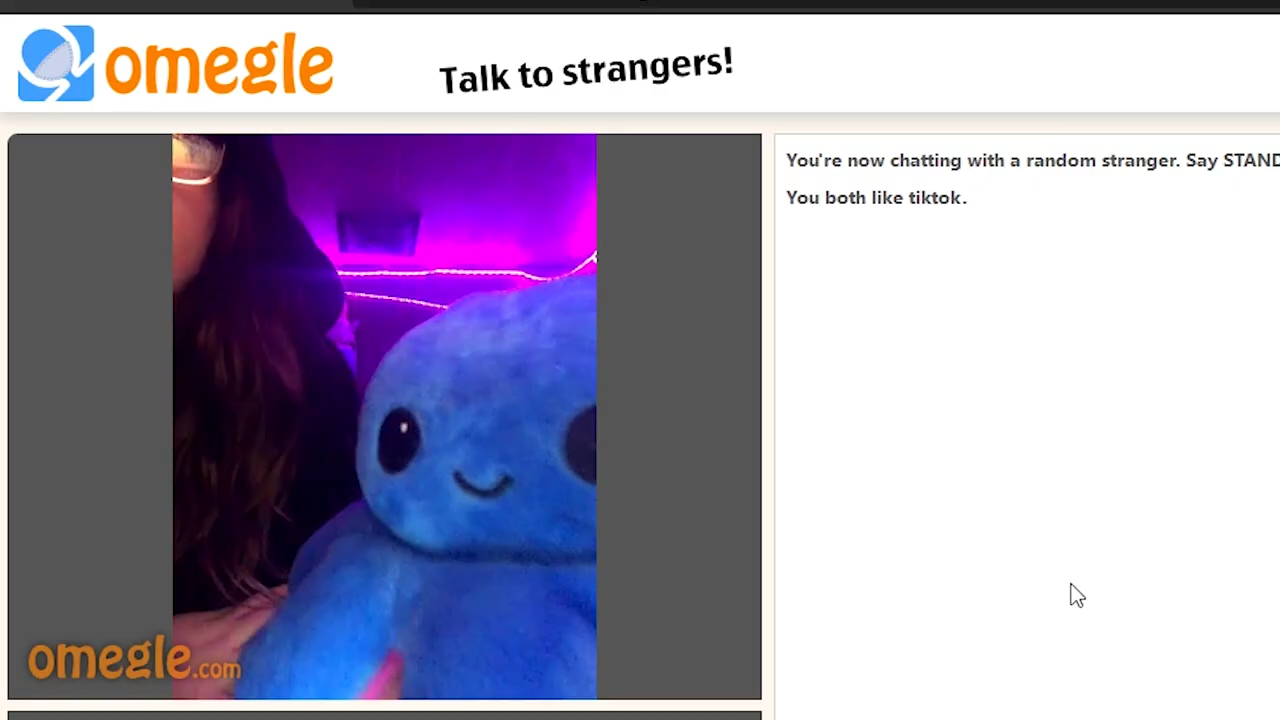 omegle
Talk to strangers!
You're now chatting with a random stranger. Say STAND
You both like tiktok.
omegle.com